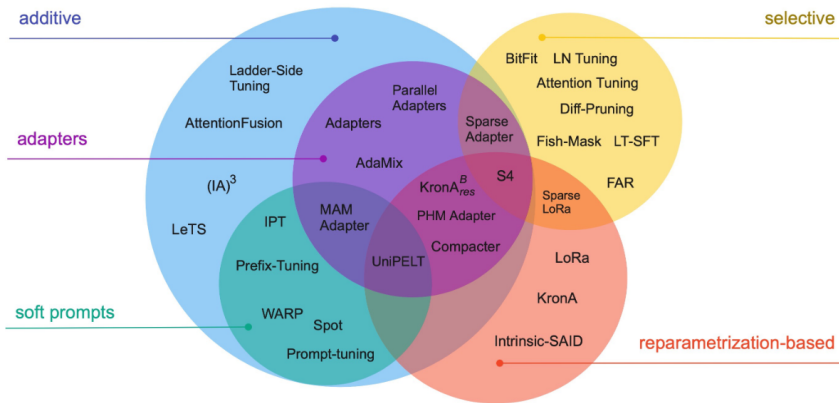 additive
selective
BitFit
LN Tuning
Ladder-Side
Tuning
Attention Tuning
Parallel
Adapters
Diff-Pruning
AttentionFusion
Adapters
Sparse
Adapter
adapters
Fish-Mask
LT-SFT
AdaMix
(IA)³
KronA^B_res
S4
FAR
Sparse
LoRa
LeTS
IPT
MAM
Adapter
PHM Adapter
Compacter
Prefix-Tuning
UniPELT
LoRa
KronA
soft prompts
WARP
Spot
Prompt-tuning
Intrinsic-SAID
reparametrization-based